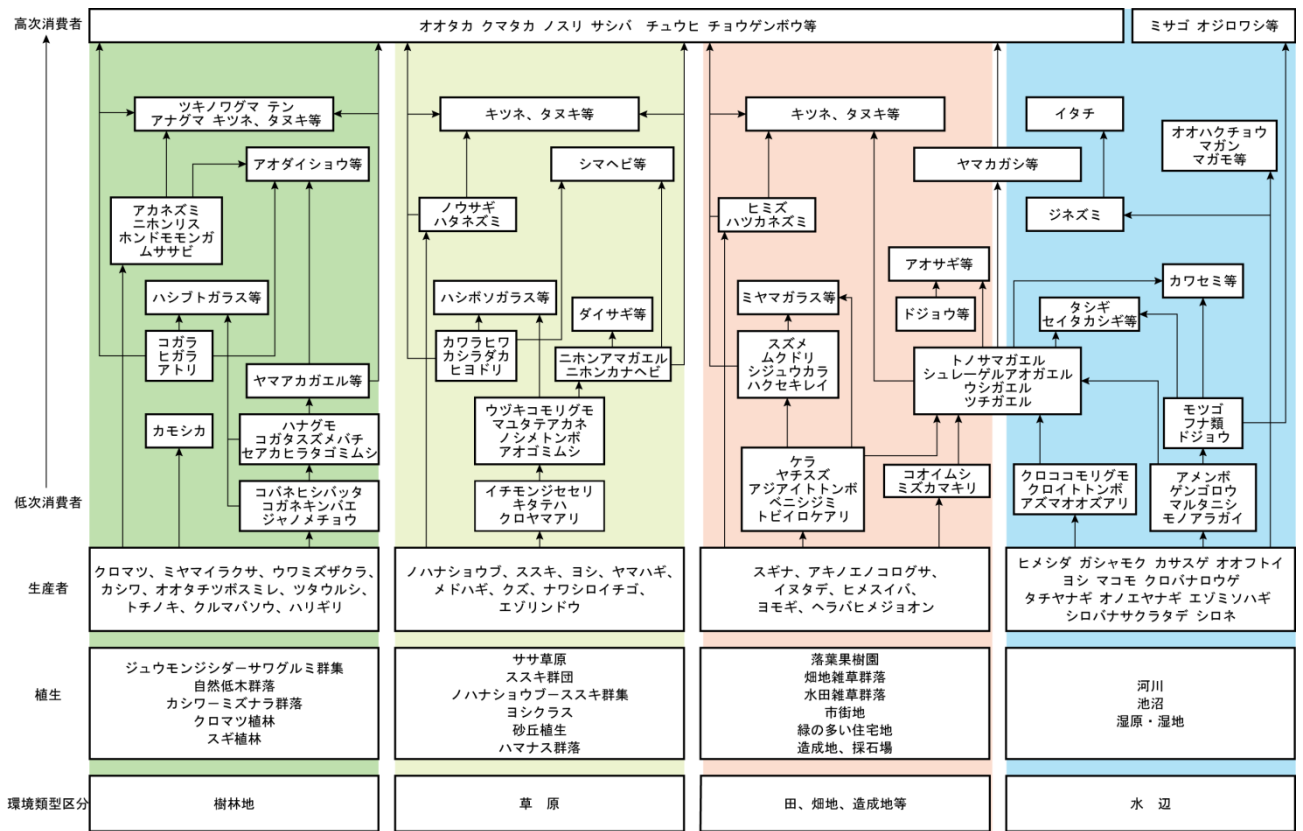 高次消費者
オオタカ クマタカ ノスリ サシバ チュウヒ チョウゲンボウ等
ミサゴ オジロワシ等
ツキノワグマ テン
アナグマ キツネ、タヌキ等
アオダイショウ等
アカネズミ
ニホンリス
ホンドモモンガ
ムササビ
ハシブトガラス等
コガラ
ヒガラ
アトリ
ヤマアカガエル等
カモシカ
ハナグモ
コガタスズメバチ
セアカヒラタゴミムシ
コバネヒシバッタ
コガネキンバエ
ジャノメチョウ
キツネ、タヌキ等
シマヘビ等
ノウサギ
ハタネズミ
ハシボソガラス等
ダイサギ等
カワラヒワ
カシラダカ
ヒヨドリ
ニホンアマガエル
ニホンカナヘビ
ウヅキコモリグモ
マユタテアカネ
ノシメトンボ
アオゴミムシ
イチモンジセセリ
キタテハ
クロヤマアリ
キツネ、タヌキ等
ヤマカガシ等
ヒミズ
ハツカネズミ
アオサギ等
ミヤマガラス等
ドジョウ等
スズメ
ムクドリ
シジュウカラ
ハクセキレイ
トノサマガエル
シュレーゲルアオガエル
ウシガエル
ツチガエル
ケラ
ヤチスズ
アジアイトトンボ
ベニシジミ
トビイロケアリ
コオイムシ
ミズカマキリ
イタチ
オオハクチョウ
マガン
マガモ等
ジネズミ
カワセミ等
タシギ
セイタカシギ等
モツゴ
フナ類
ドジョウ
クロココモリグモ
クロイトトンボ
アズマオオズアリ
アメンボ
ゲンゴロウ
マルタニシ
モノアラガイ
低次消費者
生産者
クロマツ、ミヤマイラクサ、ウワミズザクラ、
カシワ、オオタチツボスミレ、ツタウルシ、
トチノキ、クルマバソウ、ハリギリ
ノハナショウブ、ススキ、ヨシ、ヤマハギ、
メドハギ、クズ、ナワシロイチゴ、
エゾリンドウ
スギナ、アキノエノコログサ、
イヌタデ、ヒメスイバ、
ヨモギ、ヘラバヒメジョオン
ヒメシダ ガシャモク カサスゲ オオフトイ
ヨシ マコモ クロバナロウゲ
タチヤナギ オノエヤナギ エゾミソハギ
シロバナサクラタデ シロネ
植生
ジュウモンジシダーサワグルミ群集
自然低木群落
カシワーミズナラ群落
クロマツ植林
スギ植林
ササ草原
ススキ群団
ノハナショウブ－ススキ群集
ヨシクラス
砂丘植生
ハマナス群落
落葉果樹園
畑地雑草群落
水田雑草群落
市街地
緑の多い住宅地
造成地、採石場
河川
池沼
湿原・湿地
環境類型区分
樹林地
草　原
田、畑地、造成地等
水　辺